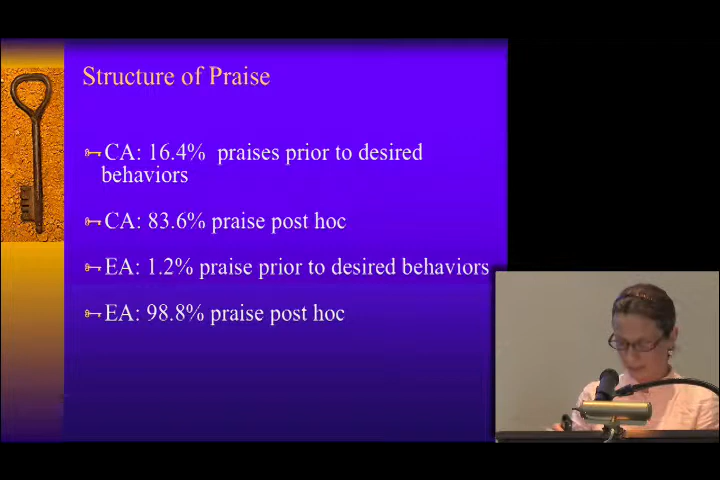 Structure of Praise
CA: 16.4% praises prior to desired
behaviors
CA: 83.6% praise post hoc
EA: 1.2% praise prior to desired behaviors
EA: 98.8% praise post hoc